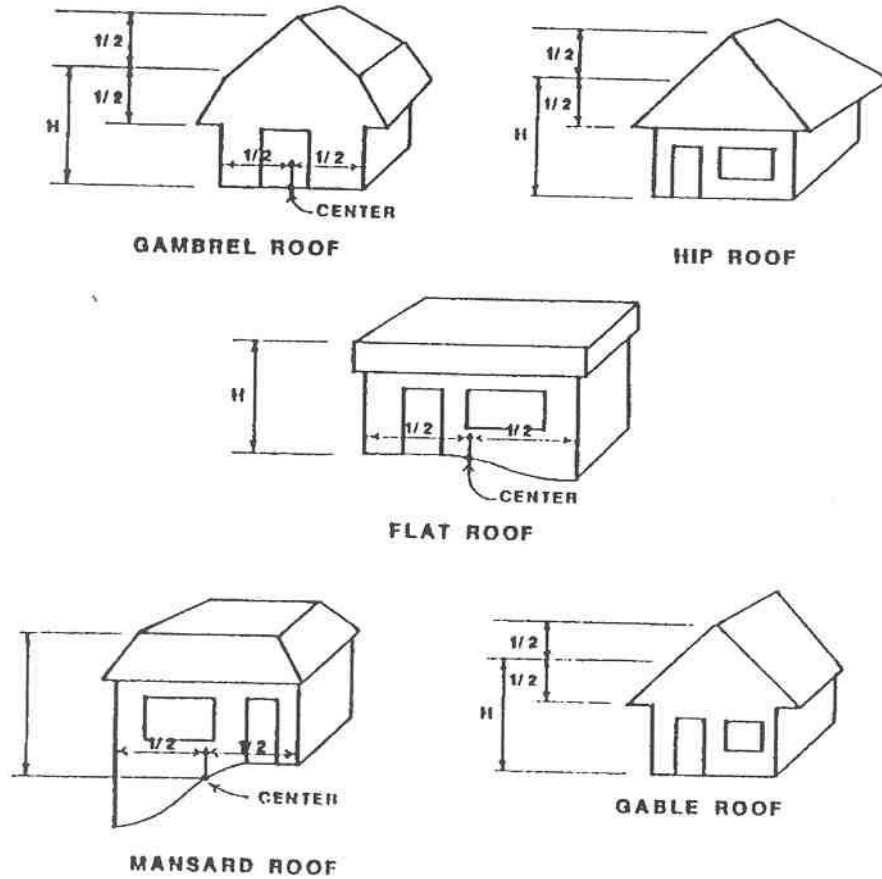 1/2
1/2
H
1/2 1/2
CENTER
GAMBREL ROOF
1/2
1/2
H
HIP ROOF
H
1/2 1/2
CENTER
FLAT ROOF
1/2 1/2
CENTER
MANSARD ROOF
1/2
1/2
H
GABLE ROOF